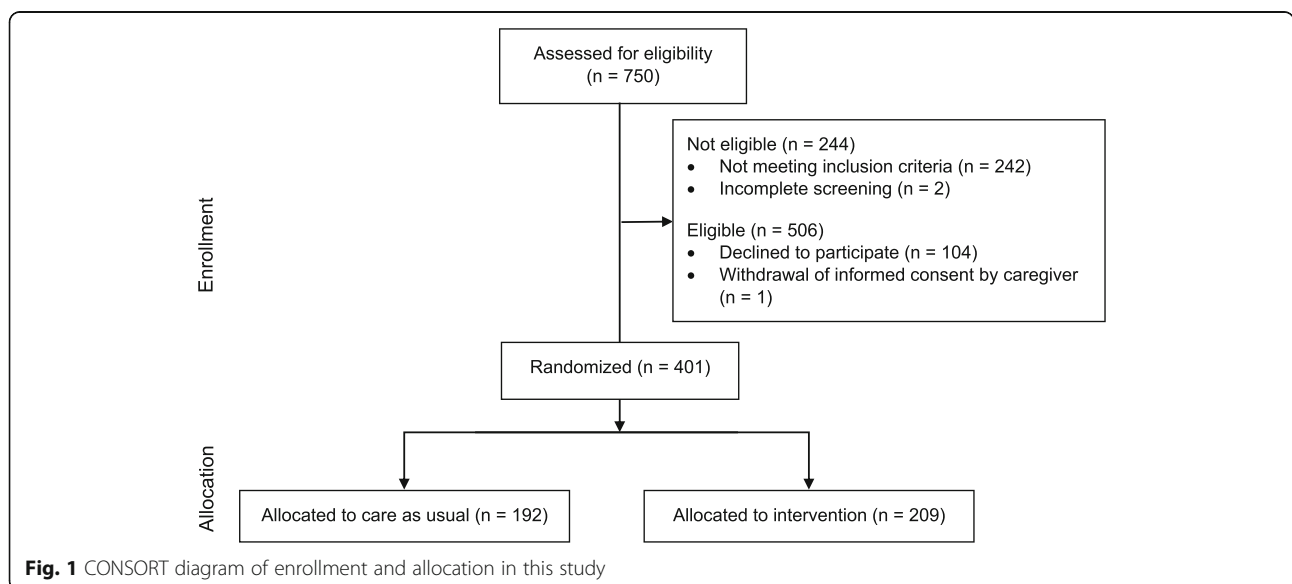 Assessed for eligibility
(n = 750)
Not eligible (n = 244)
• Not meeting inclusion criteria (n = 242)
• Incomplete screening (n = 2)
Eligible (n = 506)
• Declined to participate (n = 104)
• Withdrawal of informed consent by caregiver
(n = 1)
Enrollment
Randomized (n = 401)
Allocation
Allocated to care as usual (n = 192)
Allocated to intervention (n = 209)
Fig. 1 CONSORT diagram of enrollment and allocation in this study